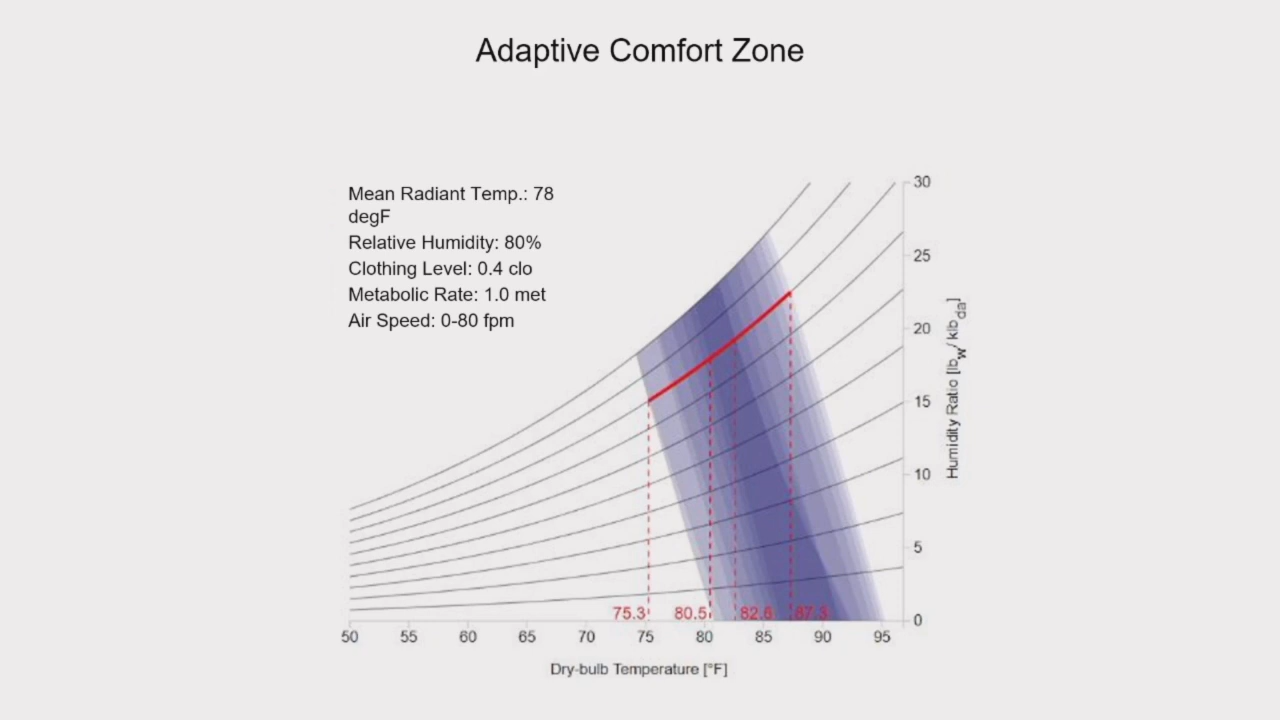 Adaptive Comfort Zone
Mean Radiant Temp.: 78
degF
Relative Humidity: 80%
Clothing Level: 0.4 clo
Metabolic Rate: 1.0 met
Air Speed: 0-80 fpm
30
25
20
15
10
5
0
Humidity Ratio [lbw/ klbda]
75.3 80.5 82.6 87.3
50 55 60 65 70 75 80 85 90 95
Dry-bulb Temperature [°F]